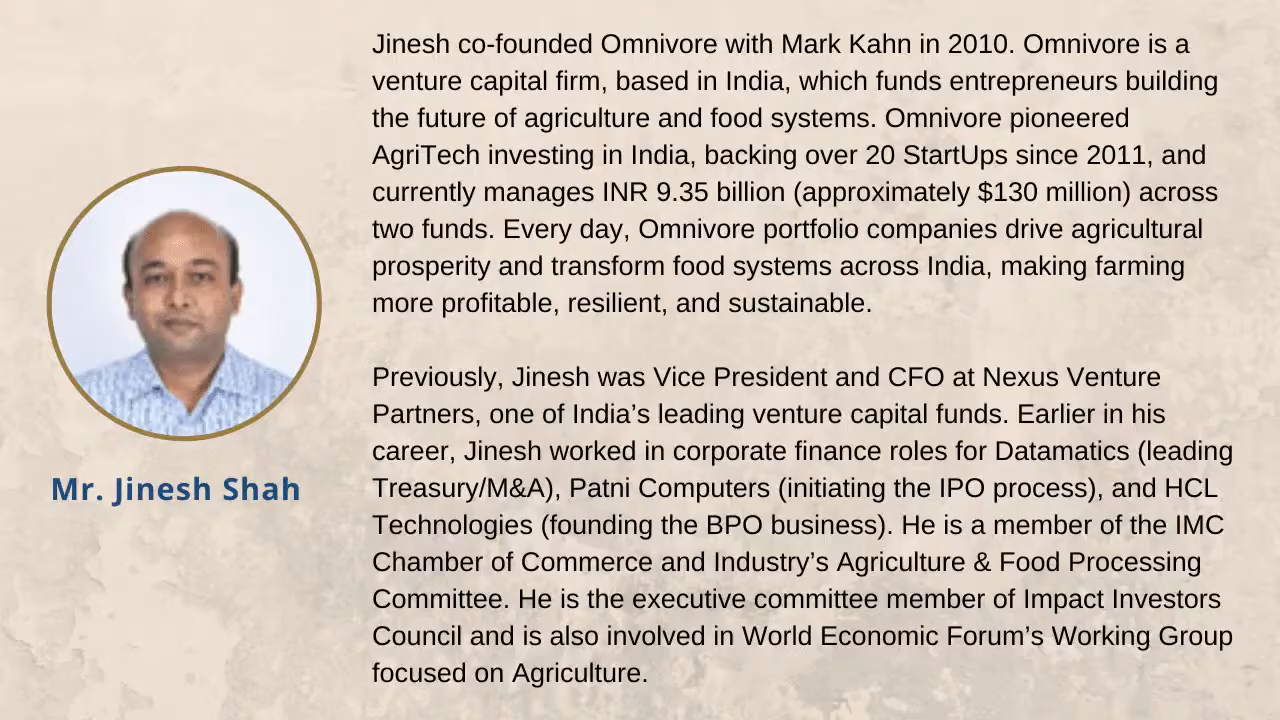 Jinesh co-founded Omnivore with Mark Kahn in 2010. Omnivore is a
venture capital firm, based in India, which funds entrepreneurs building
the future of agriculture and food systems. Omnivore pioneered
AgriTech investing in India, backing over 20 StartUps since 2011, and
currently manages INR 9.35 billion (approximately $130 million) across
two funds. Every day, Omnivore portfolio companies drive agricultural
prosperity and transform food systems across India, making farming
more profitable, resilient, and sustainable.
Previously, Jinesh was Vice President and CFO at Nexus Venture
Partners, one of India’s leading venture capital funds. Earlier in his
career, Jinesh worked in corporate finance roles for Datamatics (leading
Treasury/M&A), Patni Computers (initiating the IPO process), and HCL
Technologies (founding the BPO business). He is a member of the IMC
Chamber of Commerce and Industry’s Agriculture & Food Processing
Committee. He is the executive committee member of Impact Investors
Council and is also involved in World Economic Forum’s Working Group
focused on Agriculture.
Mr. Jinesh Shah